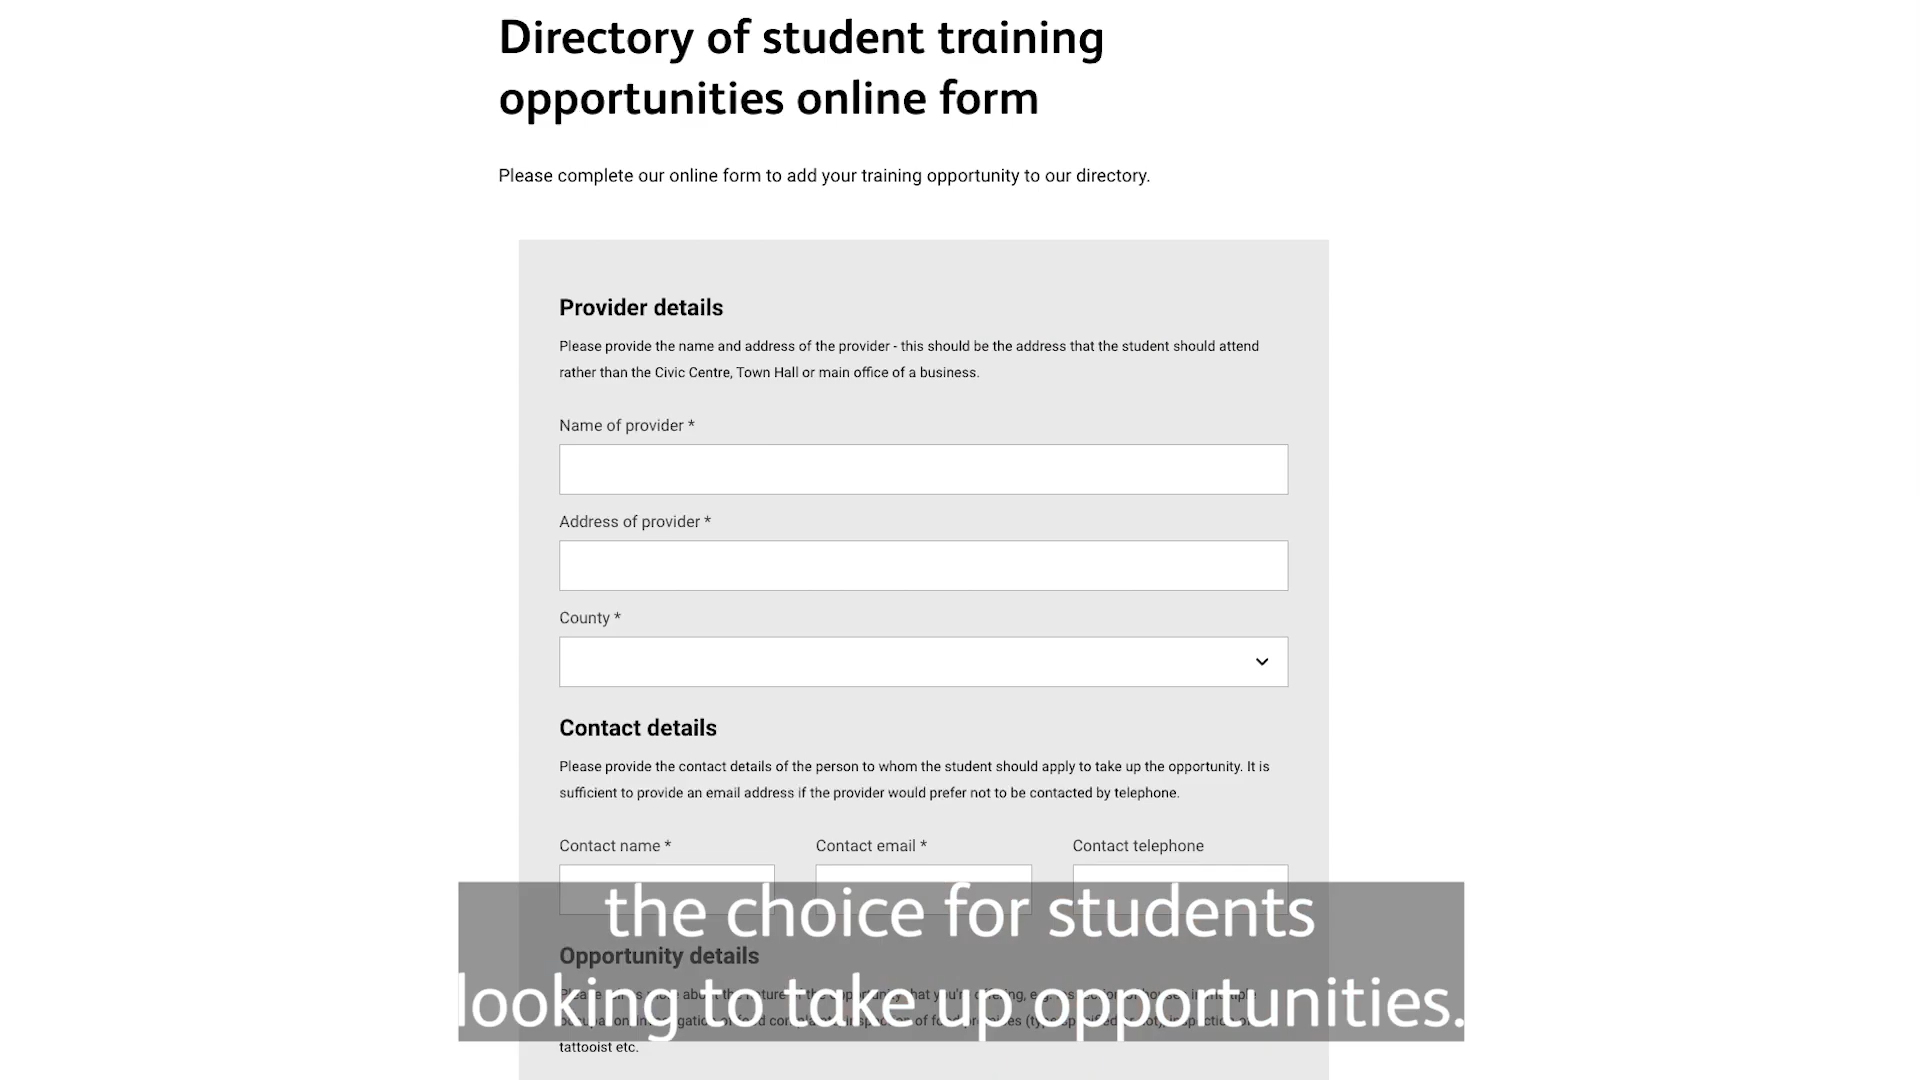 Directory of student training
opportunities online form
Please complete our online form to add your training opportunity to our directory.
Provider details
Please provide the name and address of the provider - this should be the address that the student should attend
rather than the Civic Centre, Town Hall or main office of a business.
Name of provider *
Address of provider *
County *
Contact details
Please provide the contact details of the person to whom the student should apply to take up the opportunity. It is
sufficient to provide an email address if the provider would prefer not to be contacted by telephone.
Contact name *
Contact email *
Contact telephone
the choice for students
Opportunity details
looking to take up opportunities.
tattooist etc.